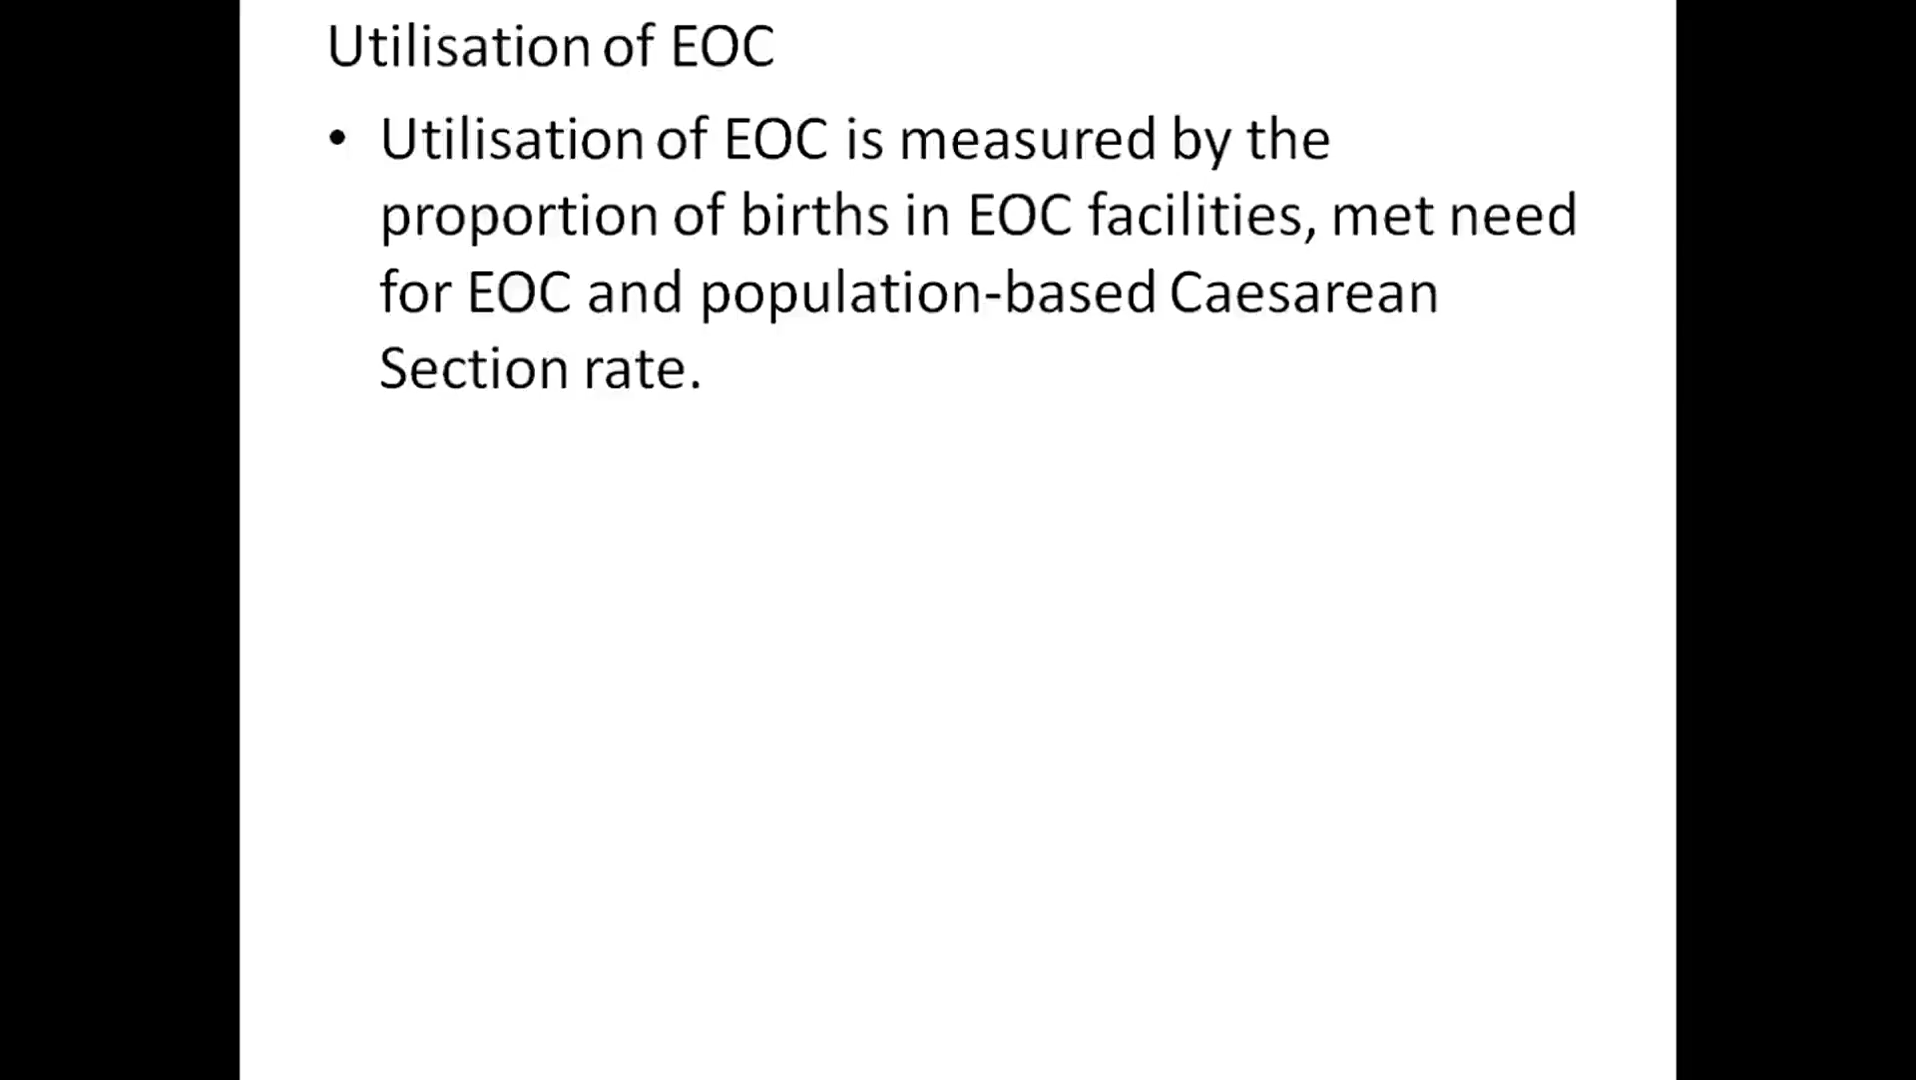 Utilisation of EOC
• Utilisation of EOC is measured by the
proportion of births in EOC facilities, met need
for EOC and population-based Caesarean
Section rate.